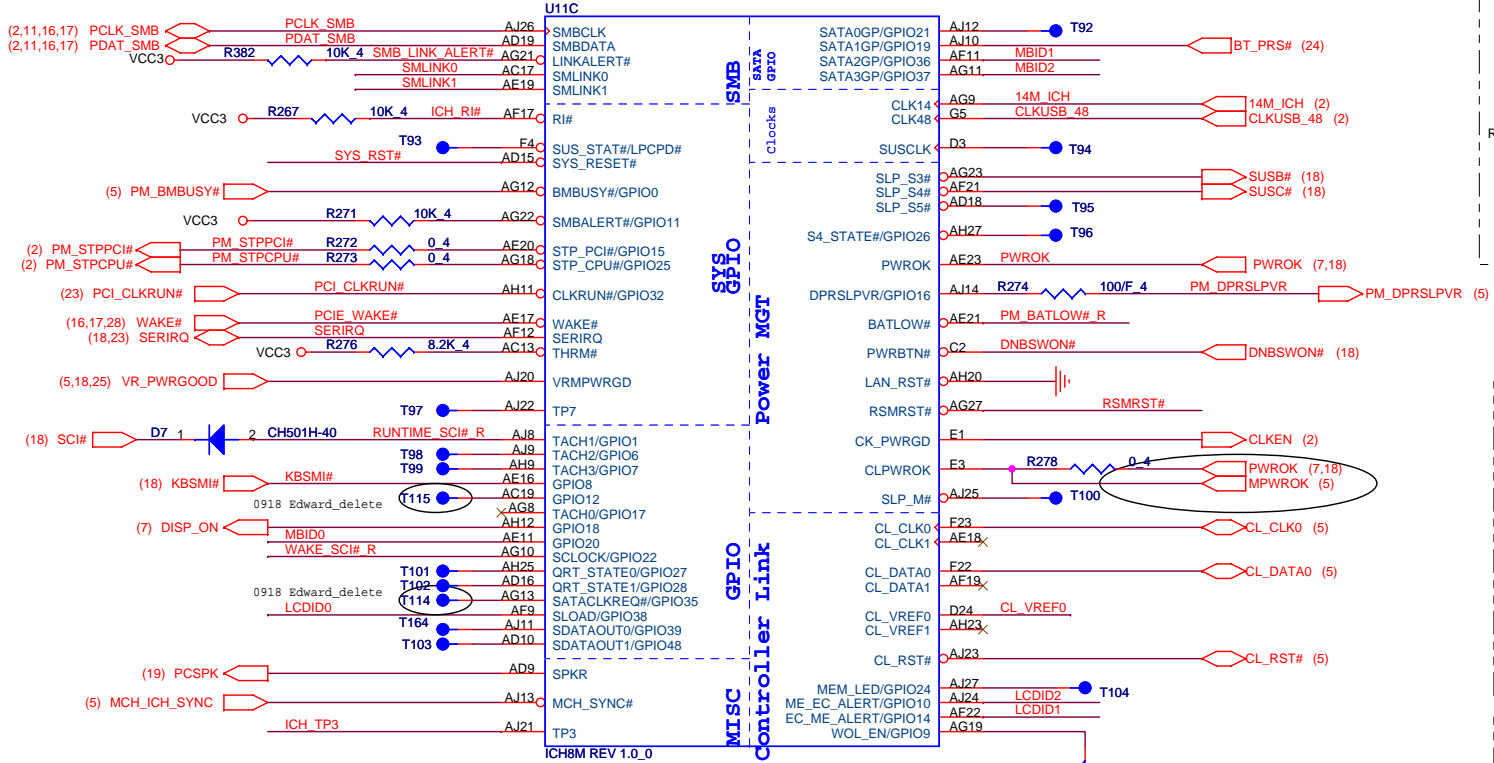 U11C
(2,11,16,17) PCLK_SMB PCLK_SMB AJ26 SMBCLK
(2,11,16,17) PDAT_SMB PDAT_SMB AD19 SMBDATA
VCC3 R382 10K_4 SMB_LINK_ALERT# AG21 LINKALERT#
SMLINK0 AC17 SMLINK0
SMLINK1 AE19 SMLINK1
VCC3 R267 10K_4 ICH_RI# AF17 RI#
T93 F4 SUS_STAT#/LPCPD#
SYS_RST# AD15 SYS_RESET#
(5) PM_BMBUSY# AG12 BMBUSY#/GPIO0
VCC3 R271 10K_4 AG22 SMBALERT#/GPIO11
(2) PM_STPPCI# PM_STPPCI# R272 0_4 AE20 STP_PCI#/GPIO15
(2) PM_STPCPU# PM_STPCPU# R273 0_4 AG18 STP_CPU#/GPIO25
(23) PCI_CLKRUN# PCI_CLKRUN# AH11 CLKRUN#/GPIO32
(16,17,28) WAKE# PCIE_WAKE# AE17 WAKE#
(18,23) SERIRQ SERIRQ AF12 SERIRQ
VCC3 R276 8.2K_4 AC13 THRM#
(5,18,25) VR_PWRGOOD AJ20 VRMPWRGD
T97 AJ22 TP7
(18) SCI# D7 1 2 CH501H-40 RUNTIME_SCI#_R AJ8 TACH1/GPIO1
T98 AJ9 TACH2/GPIO6
T99 AH9 TACH3/GPIO7
(18) KBSMI# KBSMI# AE16 GPIO8
0918 Edward_delete T115 AC19 GPIO12
AG8 TACH0/GPIO17
(7) DISP_ON AH12 GPIO18
MBID0 AE11 GPIO20
WAKE_SCI#_R AG10 SCLOCK/GPIO22
T101 AH25 QRT_STATE0/GPIO27
T102 AD16 QRT_STATE1/GPIO28
0918 Edward_delete T114 AG13 SATACLKREQ#/GPIO35
LCDID0 AF9 SLOAD/GPIO38
T164 AJ11 SDATAOUT0/GPIO39
T103 AD10 SDATAOUT1/GPIO48
(19) PCSPK AD9 SPKR
(5) MCH_ICH_SYNC AJ13 MCH_SYNC#
ICH_TP3 AJ21 TP3
ICH8M REV 1.0_0
SMB
SATA
GPIO
Clocks
SYS
GPIO
Power MGT
GPIO
Controller Link
MISC
SATA0GP/GPIO21 AJ12 T92
SATA1GP/GPIO19 AJ10 BT_PRS# (24)
SATA2GP/GPIO36 AF11 MBID1
SATA3GP/GPIO37 AG11 MBID2
CLK14 AG9 14M_ICH 14M_ICH (2)
CLK48 G5 CLKUSB_48 CLKUSB_48 (2)
SUSCLK D3 T94
SLP_S3# AG23 SUSB# (18)
SLP_S4# AF21 SUSC# (18)
SLP_S5# AD18 T95
S4_STATE#/GPIO26 AH27 T96
PWROK AE23 PWROK PWROK (7,18)
DPRSLPVR/GPIO16 AJ14 R274 100/F_4 PM_DPRSLPVR PM_DPRSLPVR (5)
BATLOW# AE21 PM_BATLOW#_R
PWRBTN# C2 DNBSWON# DNBSWON# (18)
LAN_RST# AH20
RSMRST# AG27 RSMRST#
CK_PWRGD E1 CLKEN (2)
CLPWROK E3 R278 0_4 PWROK (7,18)
MPWROK (5)
SLP_M# AJ25 T100
CL_CLK0 F23 CL_CLK0 (5)
CL_CLK1 AE18
CL_DATA0 F22 CL_DATA0 (5)
CL_DATA1 AF19
CL_VREF0 D24 CL_VREF0
CL_VREF1 AH23
CL_RST# AJ23 CL_RST# (5)
MEM_LED/GPIO24 AJ27 T104
ME_EC_ALERT/GPIO10 AJ24 LCDID2
EC_ME_ALERT/GPIO14 AF22 LCDID1
WOL_EN/GPIO9 AG19
R